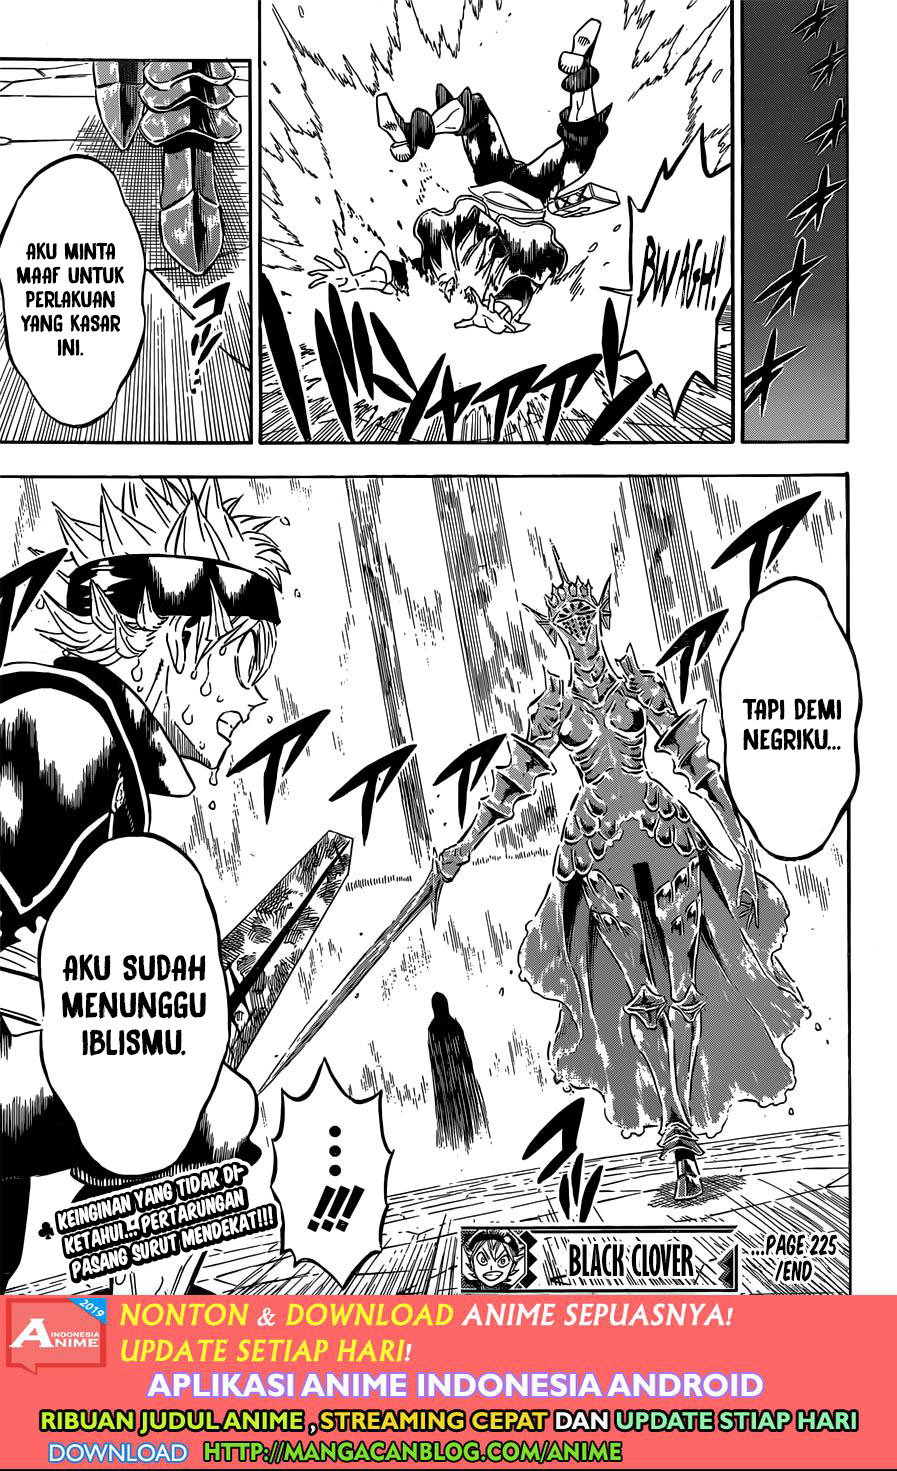 BWAGH!
AKU MINTA
MAAF UNTUK
PERLAKUAN
YANG KASAR
INI.
TAPI DEMI
NEGRIKU...
AKU SUDAH
MENUNGGU
IBLISMU.
...!!!
♣ KEINGINAN YANG TIDAK DI-
KETAHUI... PERTARUNGAN
PASANG SURUT MENDEKAT!!!
BLACK CLOVER
...PAGE 225
/END
2019
INDONESIA
ANIME
NONTON & DOWNLOAD ANIME SEPUASNYA!
UPDATE SETIAP HARI!
APLIKASI ANIME INDONESIA ANDROID
RIBUAN JUDUL ANIME , STREAMING CEPAT DAN UPDATE STIAP HARI
DOWNLOAD HTTP://MANGACANBLOG.COM/ANIME